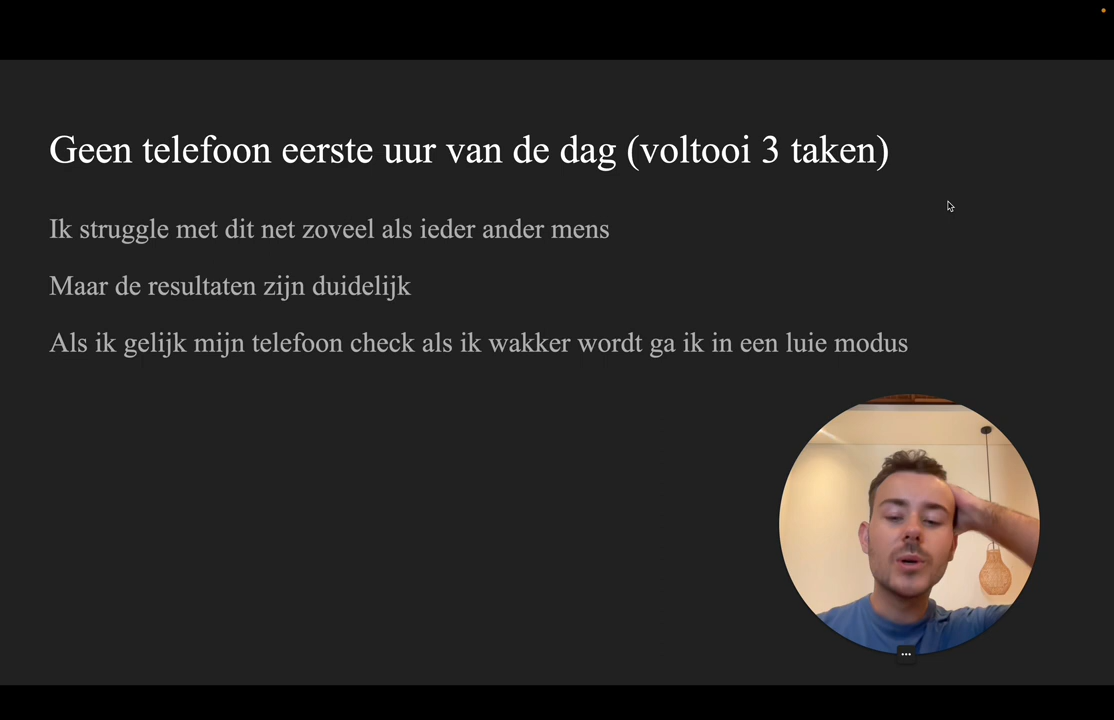 Geen telefoon eerste uur van de dag (voltooi 3 taken)
Ik struggle met dit net zoveel als ieder ander mens
Maar de resultaten zijn duidelijk
Als ik gelijk mijn telefoon check als ik wakker wordt ga ik in een luie modus